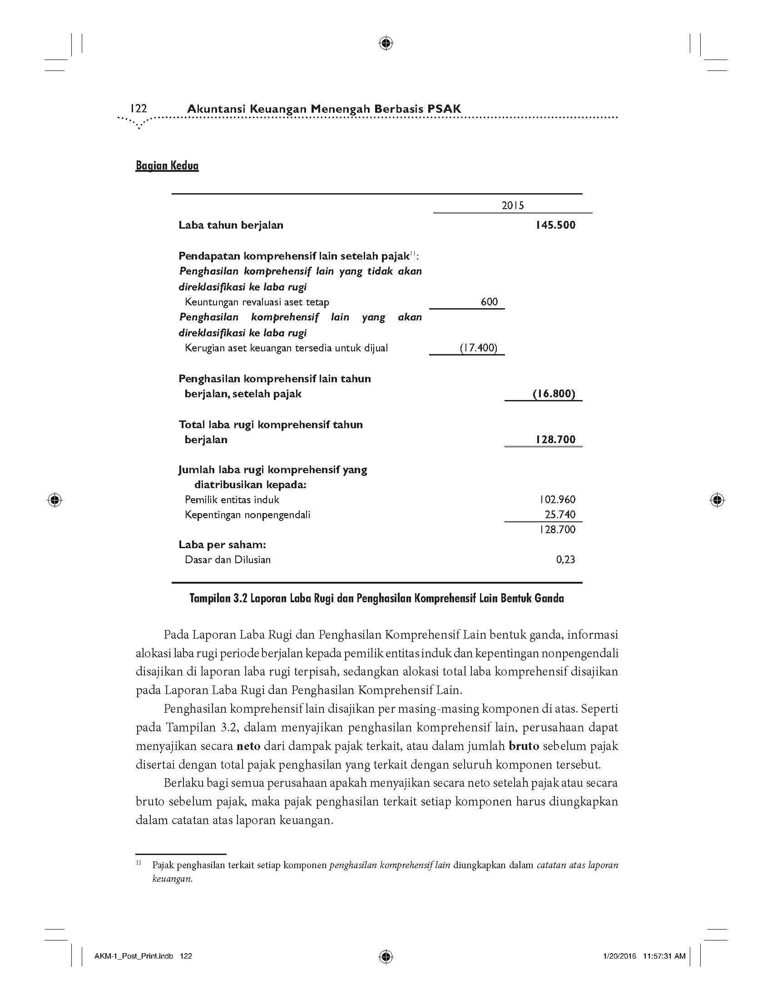 122 Akuntansi Keuangan Menengah Berbasis PSAK
Bagian Kedua
2015
Laba tahun berjalan 145.500
Pendapatan komprehensif lain setelah pajak¹¹:
Penghasilan komprehensif lain yang tidak akan
direklasifikasi ke laba rugi
Keuntungan revaluasi aset tetap 600
Penghasilan komprehensif lain yang akan
direklasifikasi ke laba rugi
Kerugian aset keuangan tersedia untuk dijual (17.400)
Penghasilan komprehensif lain tahun
berjalan, setelah pajak (16.800)
Total laba rugi komprehensif tahun
berjalan 128.700
Jumlah laba rugi komprehensif yang
diatribusikan kepada:
Pemilik entitas induk 102.960
Kepentingan nonpengendali 25.740
128.700
Laba per saham:
Dasar dan Dilusian 0,23
Tampilan 3.2 Laporan Laba Rugi dan Penghasilan Komprehensif Lain Bentuk Ganda
Pada Laporan Laba Rugi dan Penghasilan Komprehensif Lain bentuk ganda, informasi
alokasi laba rugi periode berjalan kepada pemilik entitas induk dan kepentingan nonpengendali
disajikan di laporan laba rugi terpisah, sedangkan alokasi total laba komprehensif disajikan
pada Laporan Laba Rugi dan Penghasilan Komprehensif Lain.
Penghasilan komprehensif lain disajikan per masing-masing komponen di atas. Seperti
pada Tampilan 3.2, dalam menyajikan penghasilan komprehensif lain, perusahaan dapat
menyajikan secara neto dari dampak pajak terkait, atau dalam jumlah bruto sebelum pajak
disertai dengan total pajak penghasilan yang terkait dengan seluruh komponen tersebut.
Berlaku bagi semua perusahaan apakah menyajikan secara neto setelah pajak atau secara
bruto sebelum pajak, maka pajak penghasilan terkait setiap komponen harus diungkapkan
dalam catatan atas laporan keuangan.
¹¹ Pajak penghasilan terkait setiap komponen penghasilan komprehensif lain diungkapkan dalam catatan atas laporan
keuangan.
AKM-1_Post_Print.indb 122 1/20/2016 11:57:31 AM